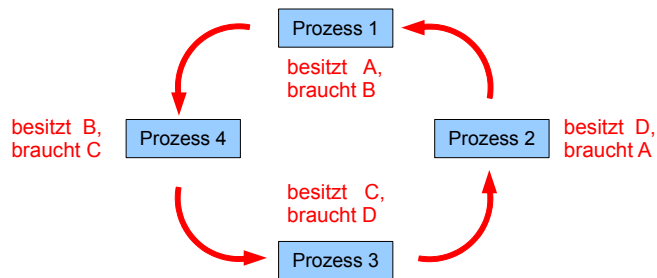 Prozess 1
besitzt A,
braucht B
besitzt B,
braucht C
Prozess 4
Prozess 2
besitzt D,
braucht A
besitzt C,
braucht D
Prozess 3